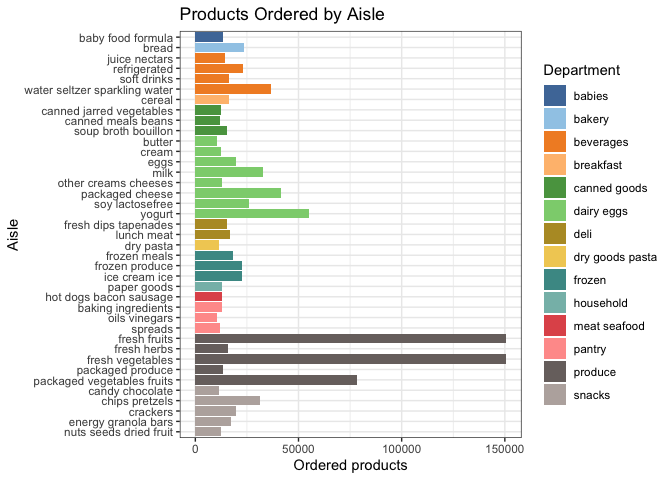 Products Ordered by Aisle
Aisle
baby food formula
bread
juice nectars
refrigerated
soft drinks
water seltzer sparkling water
cereal
canned jarred vegetables
canned meals beans
soup broth bouillon
butter
cream
eggs
milk
other creams cheeses
packaged cheese
soy lactosefree
yogurt
fresh dips tapenades
lunch meat
dry pasta
frozen meals
frozen produce
ice cream ice
paper goods
hot dogs bacon sausage
baking ingredients
oils vinegars
spreads
fresh fruits
fresh herbs
fresh vegetables
packaged produce
packaged vegetables fruits
candy chocolate
chips pretzels
crackers
energy granola bars
nuts seeds dried fruit
0 50000 100000 150000
Ordered products
Department
babies
bakery
beverages
breakfast
canned goods
dairy eggs
deli
dry goods pasta
frozen
household
meat seafood
pantry
produce
snacks